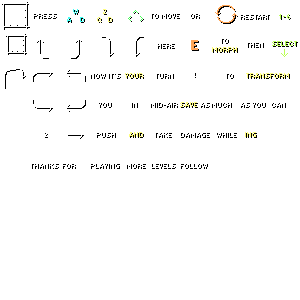 PRESS W A D 2 Q D < ^ > TO MOVE OR RESTART 1-6
HERE E TO MORPH THEN SELECT
NOW IT'S YOUR TURN ! TO TRANSFORM
YOU IN MID-AIR SAVE AS MUCH AS YOU CAN
2 PUSH AND TAKE DAMAGE WHILE ING
THANKS FOR PLAYING MORE LEVELS FOLLOW